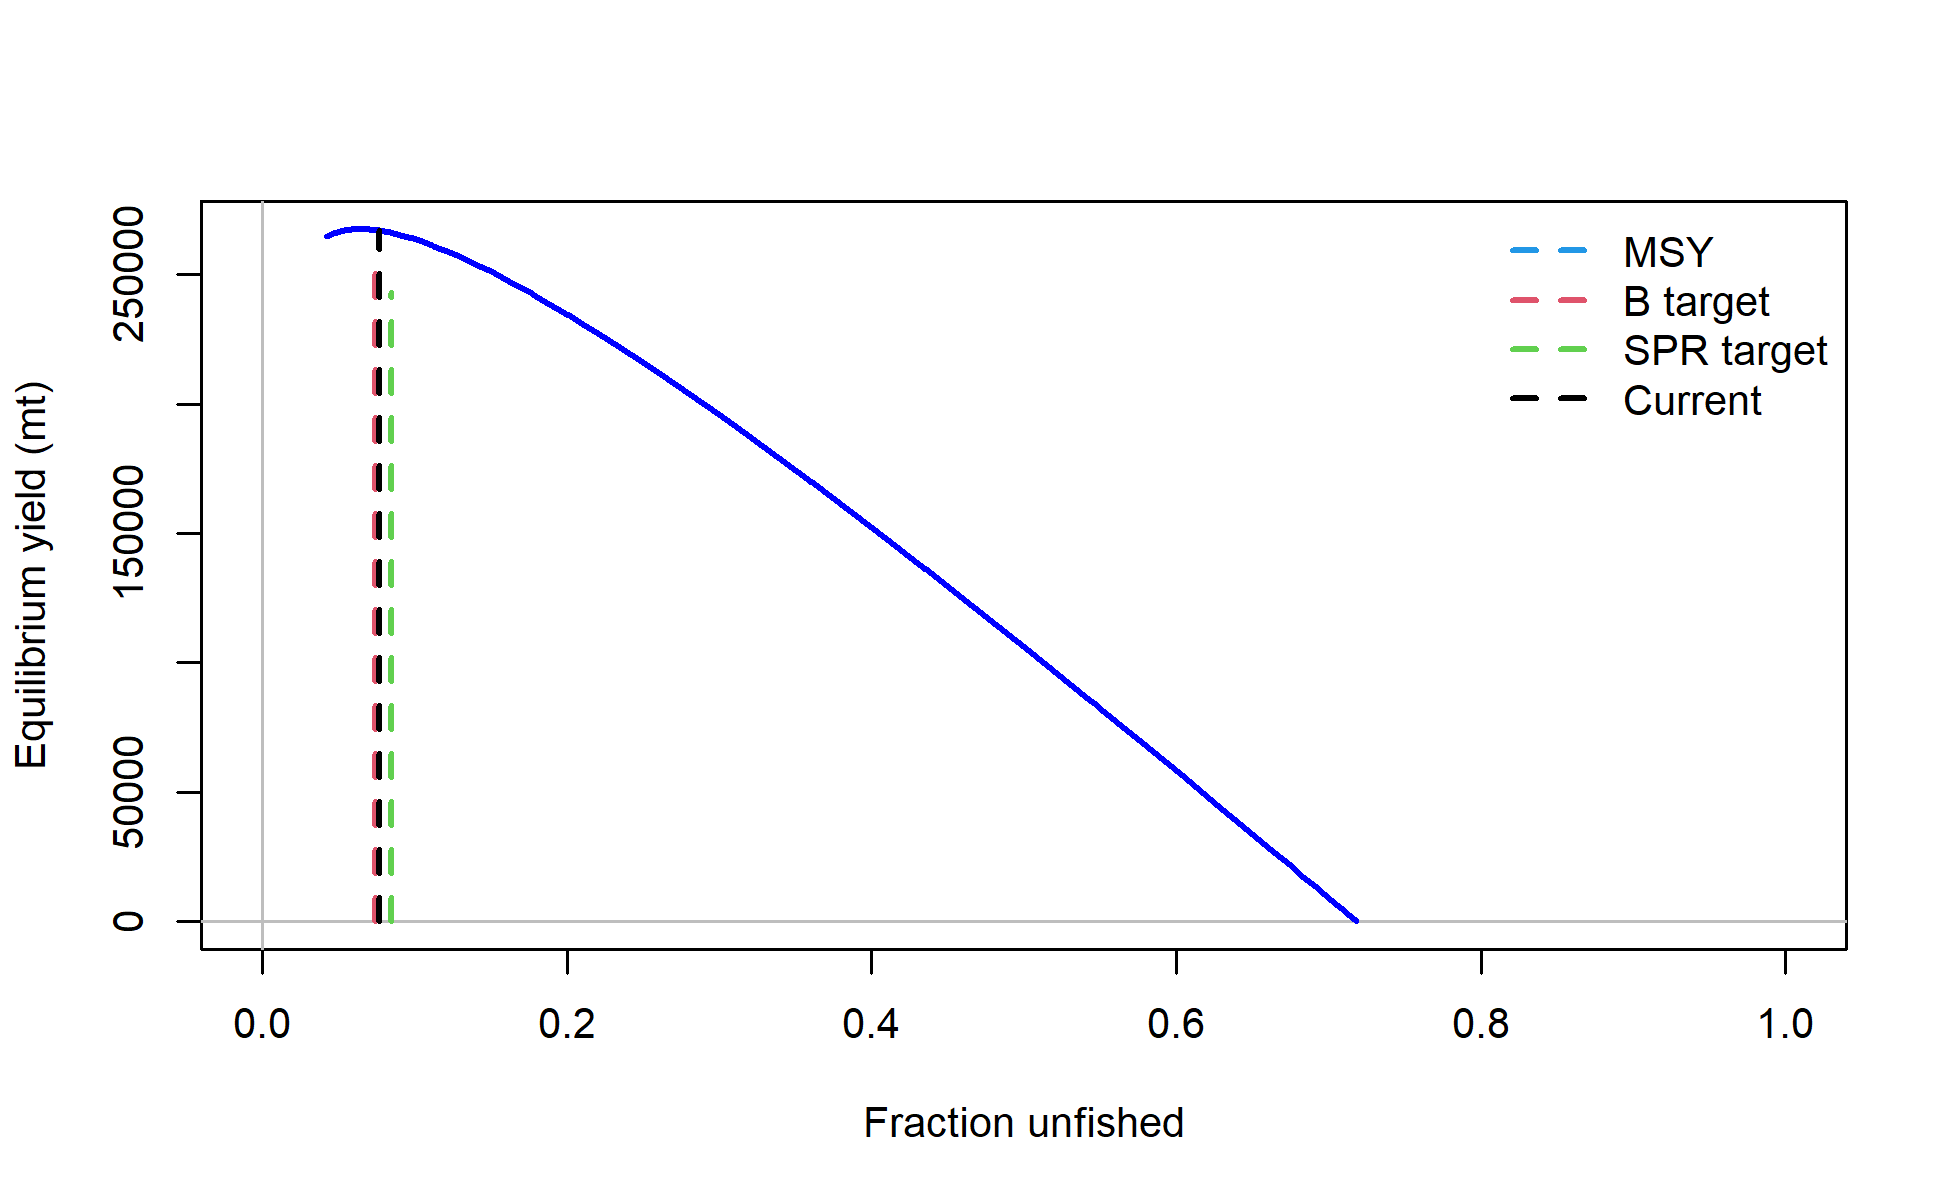 Equilibrium yield (mt)
250000
150000
50000
0
MSY
B target
SPR target
Current
0.0 0.2 0.4 0.6 0.8 1.0
Fraction unfished